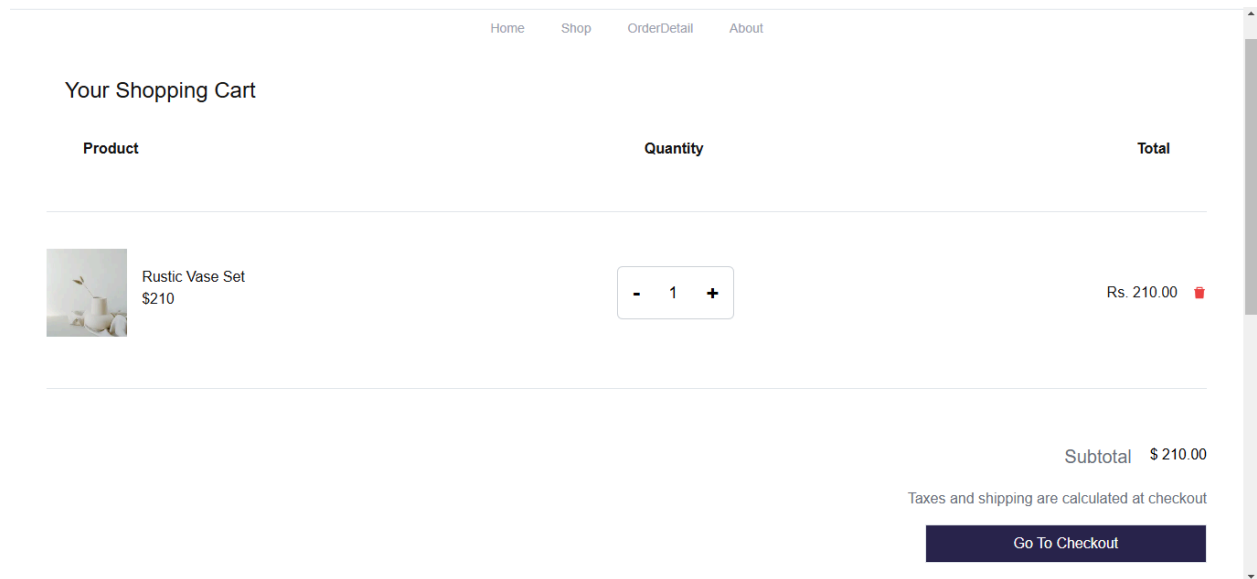 Home Shop OrderDetail About
Your Shopping Cart
Product Quantity Total
Rustic Vase Set
$210
- 1 + Rs. 210.00
Subtotal $ 210.00
Taxes and shipping are calculated at checkout
Go To Checkout